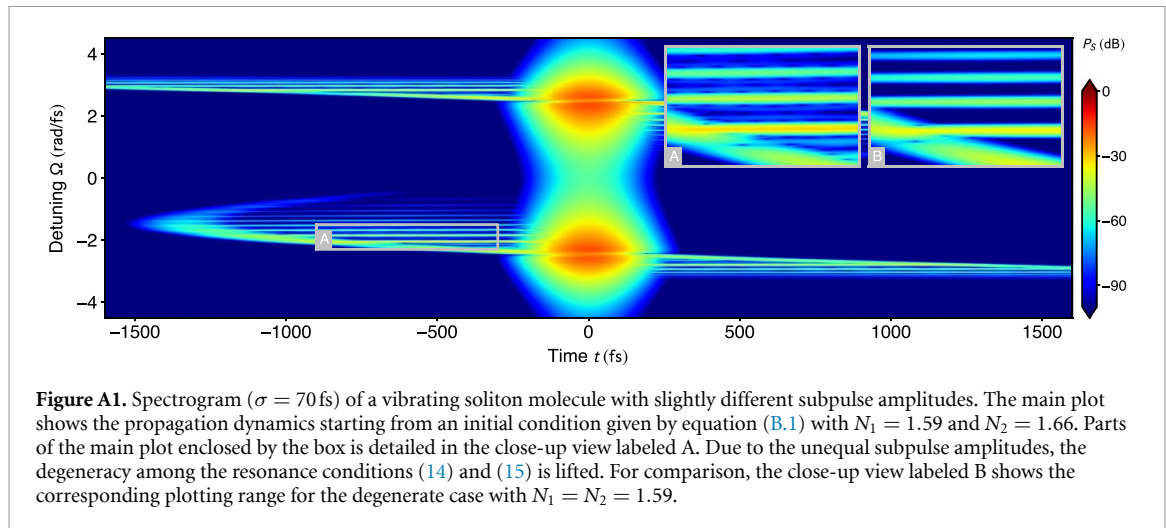 P_S (dB)
4
2
0
−2
−4
Detuning Ω (rad/fs)
A
A
B
0
−30
−60
−90
−1500
−1000
−500
0
500
1000
1500
Time t (fs)
Figure A1. Spectrogram (σ = 70 fs) of a vibrating soliton molecule with slightly different subpulse amplitudes. The main plot
shows the propagation dynamics starting from an initial condition given by equation (B.1) with N₁ = 1.59 and N₂ = 1.66. Parts
of the main plot enclosed by the box is detailed in the close-up view labeled A. Due to the unequal subpulse amplitudes, the
degeneracy among the resonance conditions (14) and (15) is lifted. For comparison, the close-up view labeled B shows the
corresponding plotting range for the degenerate case with N₁ = N₂ = 1.59.